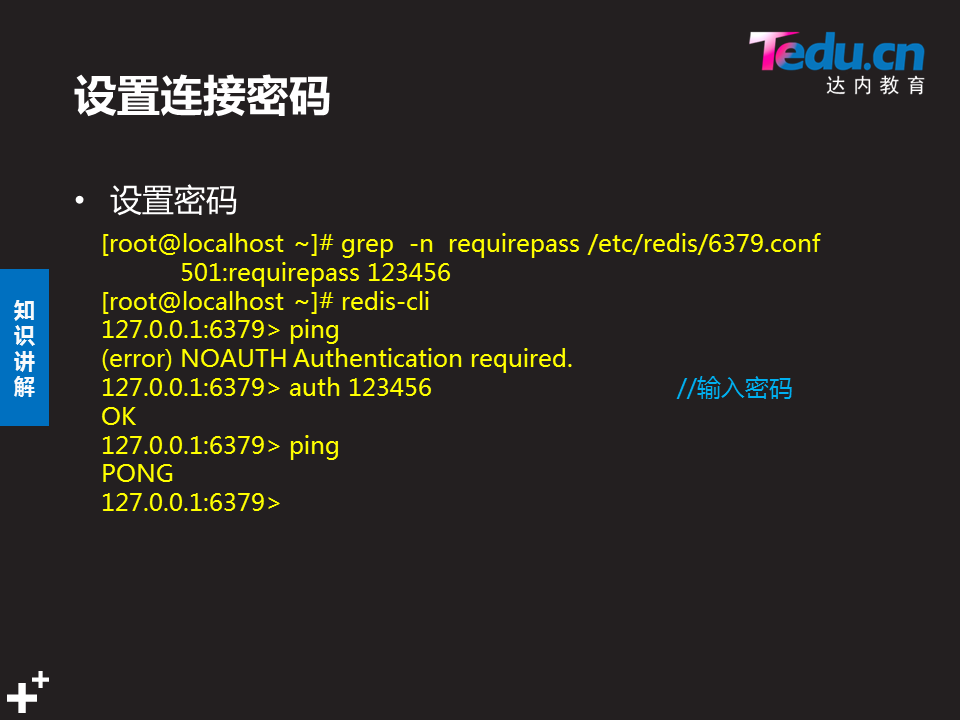 Tedu.cn
达内教育
设置连接密码
• 设置密码
[root@localhost ~]# grep -n requirepass /etc/redis/6379.conf
501:requirepass 123456
[root@localhost ~]# redis-cli
127.0.0.1:6379> ping
(error) NOAUTH Authentication required.
127.0.0.1:6379> auth 123456 //输入密码
OK
127.0.0.1:6379> ping
PONG
127.0.0.1:6379>
知识讲解